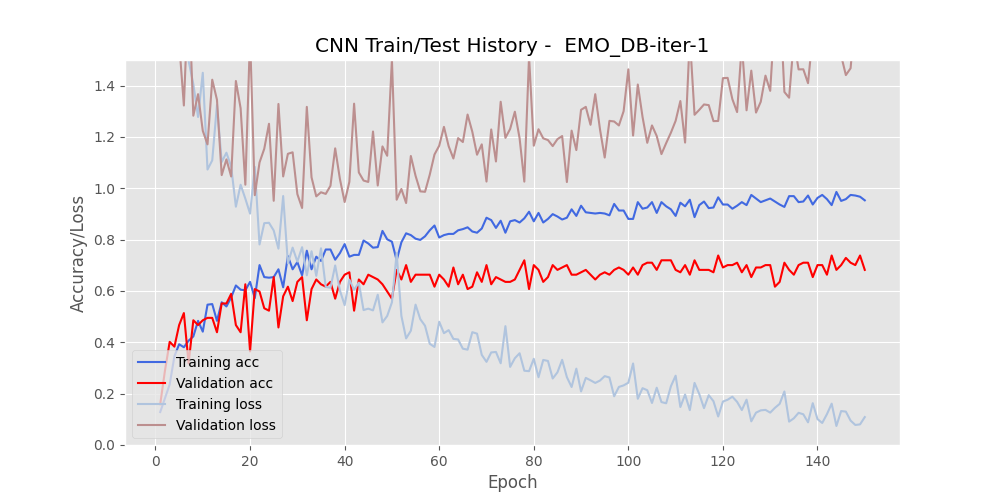 CNN Train/Test History -  EMO_DB-iter-1
Accuracy/Loss
1.4
1.2
1.0
0.8
0.6
0.4
0.2
0.0
Training acc
Validation acc
Training loss
Validation loss
0 20 40 60 80 100 120 140
Epoch